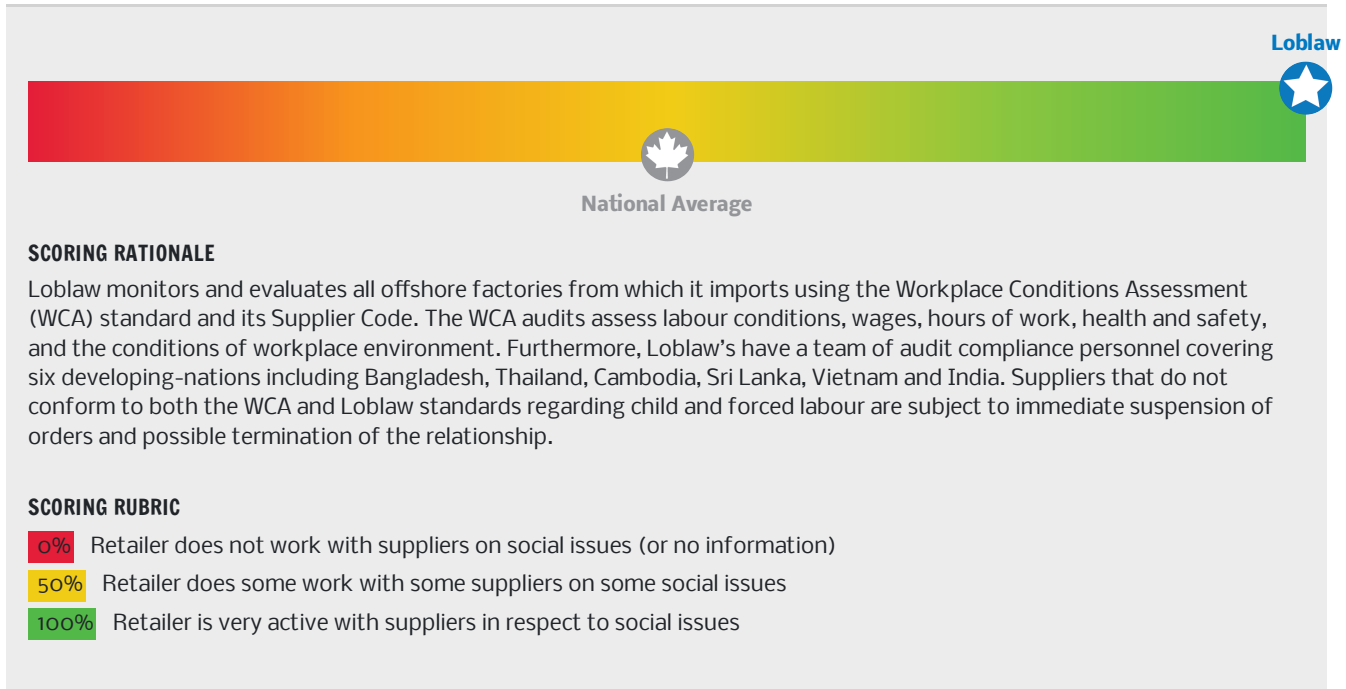 Loblaw
National Average
SCORING RATIONALE
Loblaw monitors and evaluates all offshore factories from which it imports using the Workplace Conditions Assessment
(WCA) standard and its Supplier Code. The WCA audits assess labour conditions, wages, hours of work, health and safety,
and the conditions of workplace environment. Furthermore, Loblaw’s have a team of audit compliance personnel covering
six developing-nations including Bangladesh, Thailand, Cambodia, Sri Lanka, Vietnam and India. Suppliers that do not
conform to both the WCA and Loblaw standards regarding child and forced labour are subject to immediate suspension of
orders and possible termination of the relationship.
SCORING RUBRIC
0% Retailer does not work with suppliers on social issues (or no information)
50% Retailer does some work with some suppliers on some social issues
100% Retailer is very active with suppliers in respect to social issues